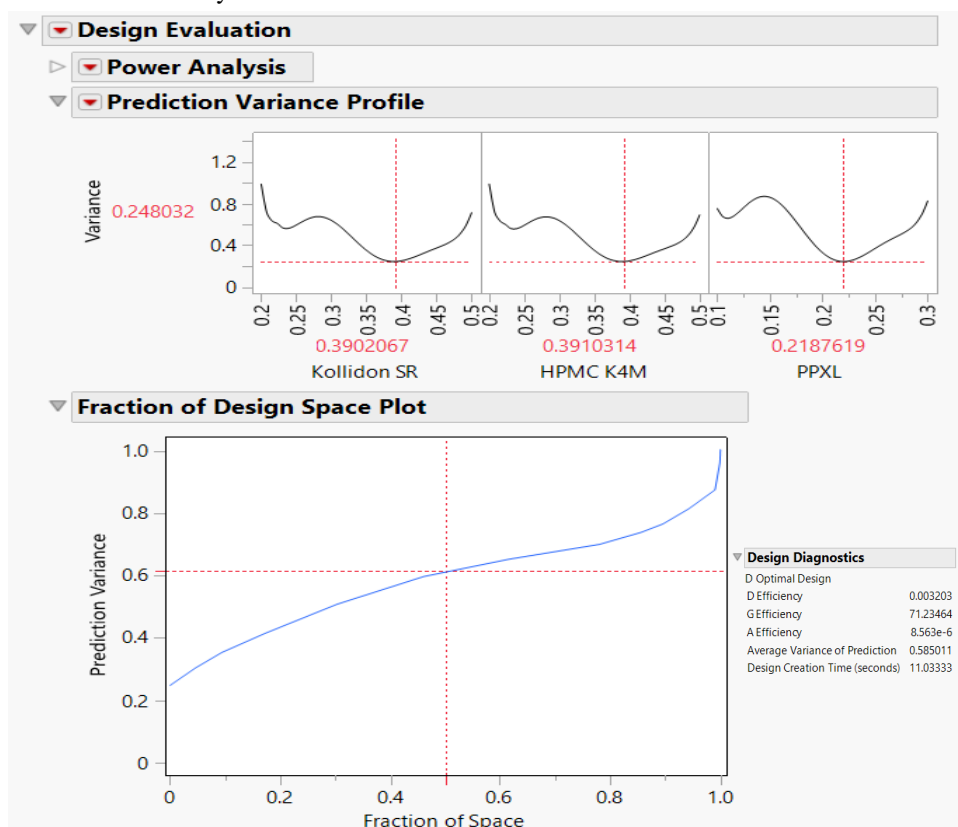 Design Evaluation
Power Analysis
Prediction Variance Profile
Variance
0.248032
1.2
0.8
0.4
0
0.2 0.25 0.3 0.35 0.4 0.45 0.5 0.2 0.25 0.3 0.35 0.4 0.45 0.5 0.1 0.15 0.2 0.25 0.3
0.3902067 0.3910314 0.2187619
Kollidon SR HPMC K4M PPXL
Fraction of Design Space Plot
Prediction Variance
1.0
0.8
0.6
0.4
0.2
0
0 0.2 0.4 0.6 0.8 1.0
Fraction of Space
Design Diagnostics
D Optimal Design
D Efficiency 0.003203
G Efficiency 71.23464
A Efficiency 8.563e-6
Average Variance of Prediction 0.585011
Design Creation Time (seconds) 11.03333